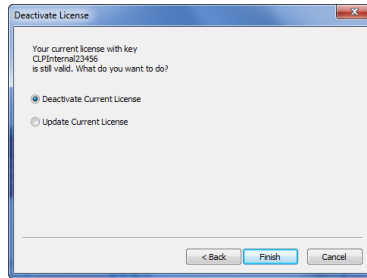 Deactivate License
Your current license with key
CLPInternal23456
is still valid. What do you want to do?
Deactivate Current License
Update Current License
< Back
Finish
Cancel